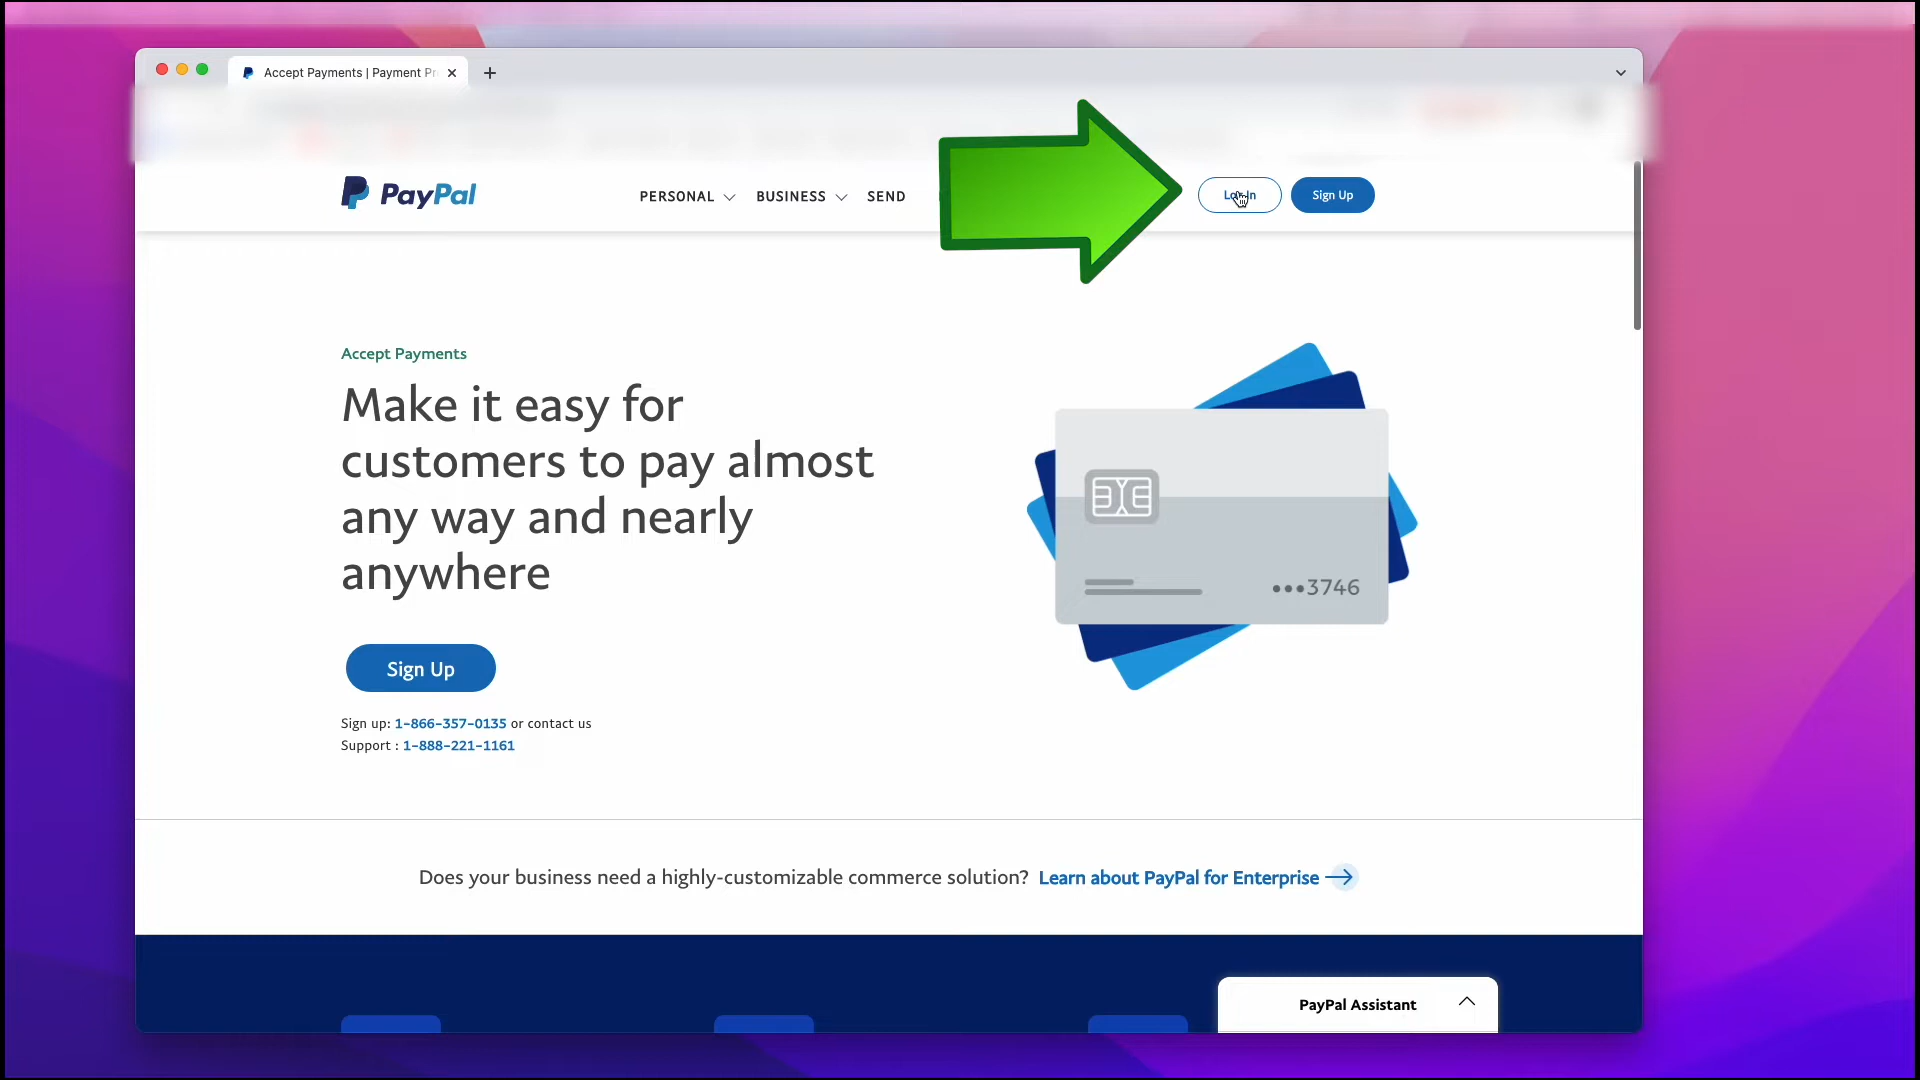 Accept Payments | Payment Pr
PayPal
PERSONAL
BUSINESS
SEND
Log In
Sign Up
Accept Payments
Make it easy for
customers to pay almost
any way and nearly
anywhere
•••3746
Sign Up
Sign up: 1-866-357-0135 or contact us
Support : 1-888-221-1161
Does your business need a highly-customizable commerce solution? Learn about PayPal for Enterprise
PayPal Assistant